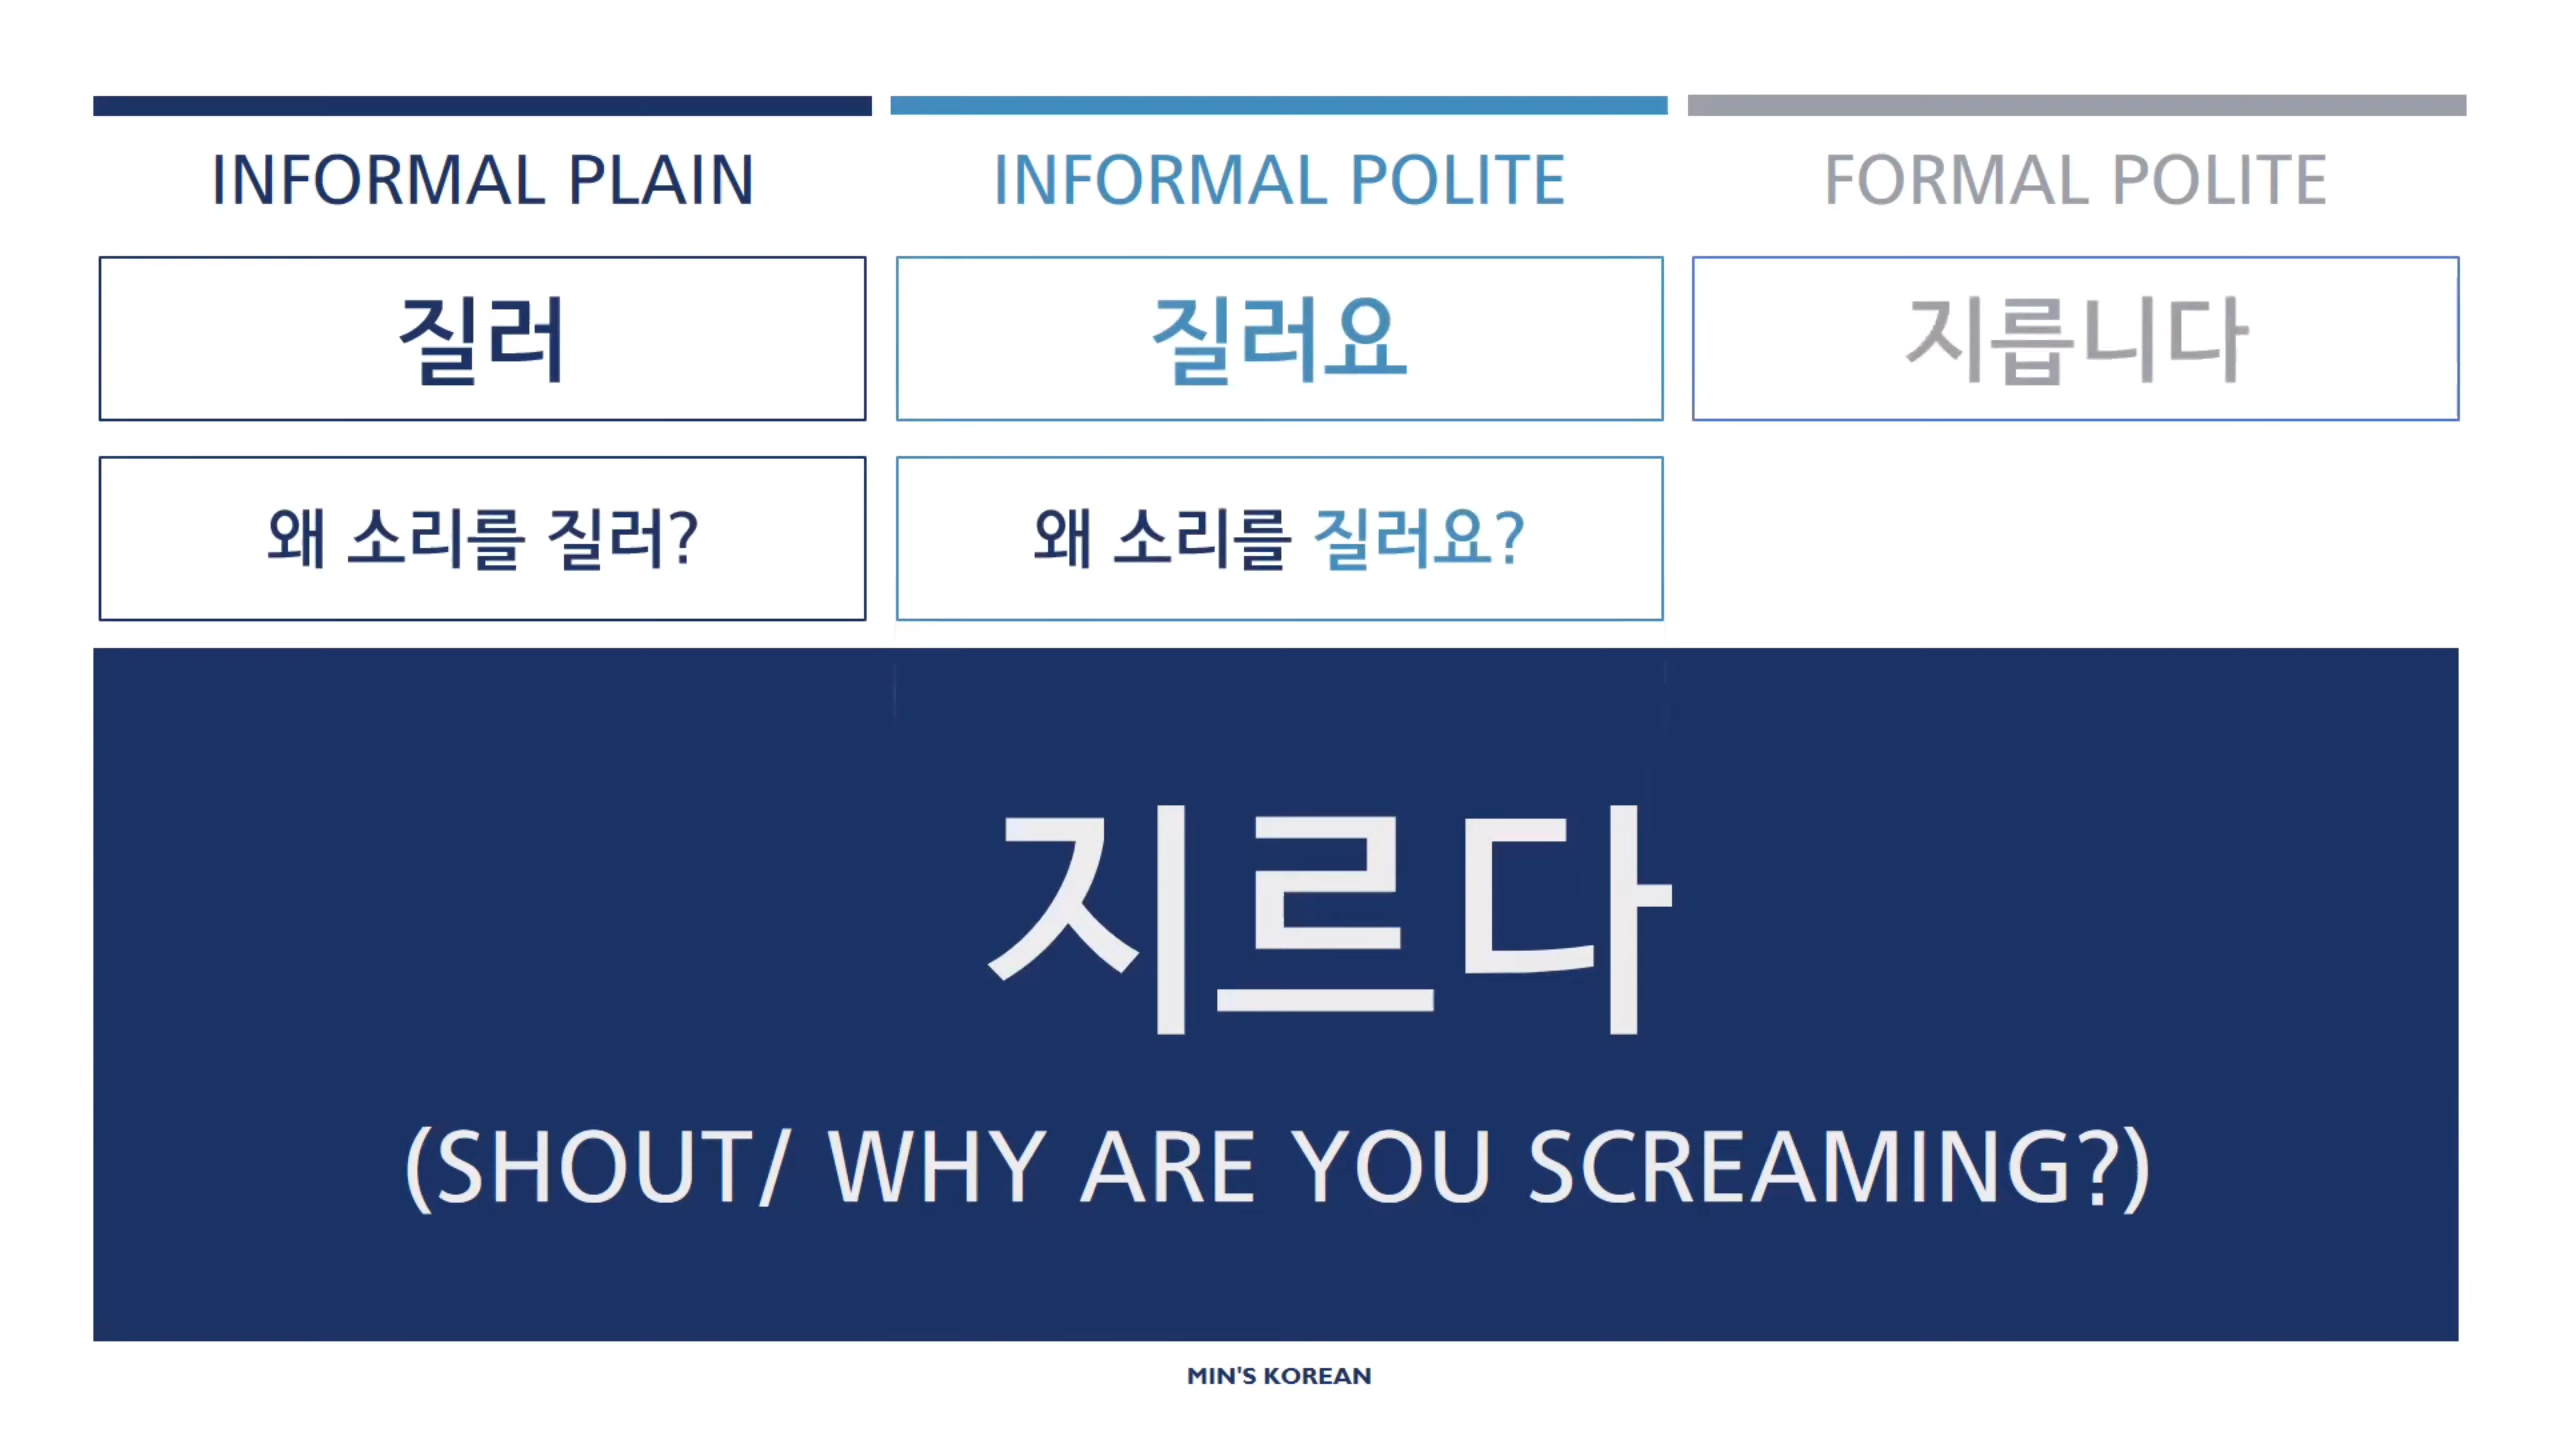 INFORMAL PLAIN
INFORMAL POLITE
FORMAL POLITE
질러
질러요
지릅니다
왜 소리를 질러?
왜 소리를 질러요?
지르다
(SHOUT/ WHY ARE YOU SCREAMING?)
MIN'S KOREAN